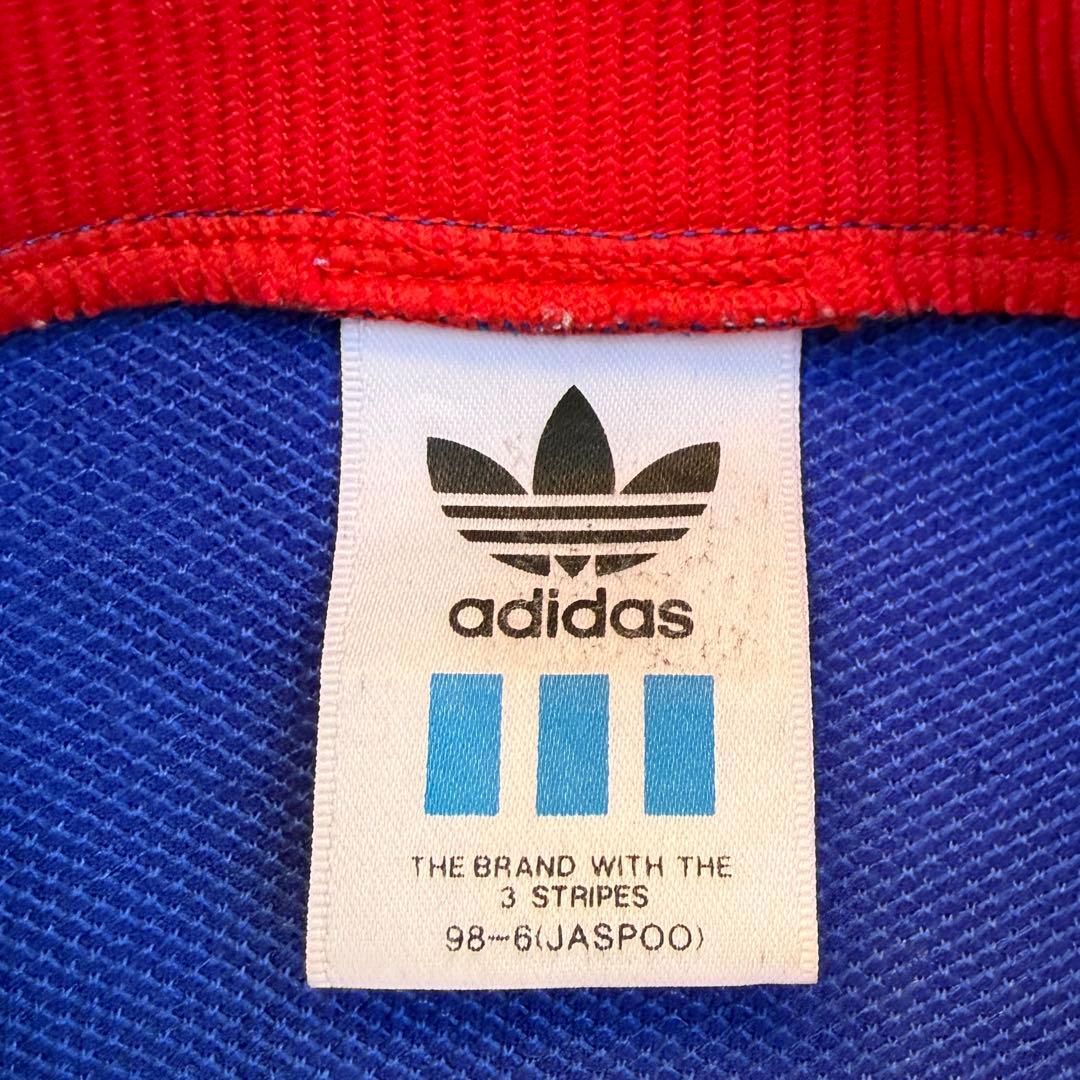 adidas
THE BRAND WITH THE
3 STRIPES
98-6(JASPOO)